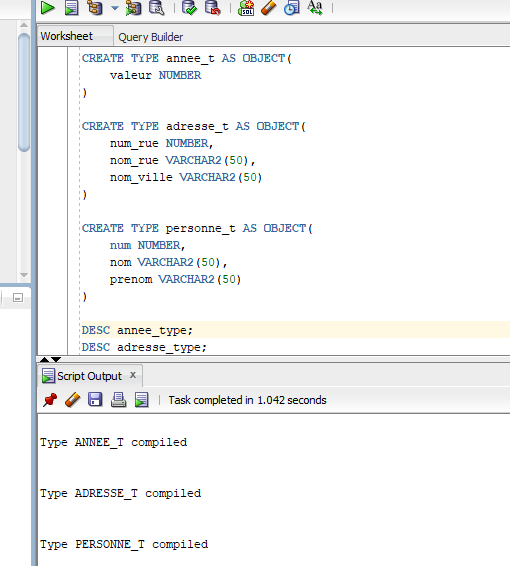 SQL
Aa
Worksheet Query Builder
CREATE TYPE annee_t AS OBJECT(
    valeur NUMBER
)
CREATE TYPE adresse_t AS OBJECT(
    num_rue NUMBER,
    nom_rue VARCHAR2(50),
    nom_ville VARCHAR2(50)
)
CREATE TYPE personne_t AS OBJECT(
    num NUMBER,
    nom VARCHAR2(50),
    prenom VARCHAR2(50)
)
DESC annee_type;
DESC adresse_type;
Script Output x
Task completed in 1.042 seconds
Type ANNEE_T compiled
Type ADRESSE_T compiled
Type PERSONNE_T compiled